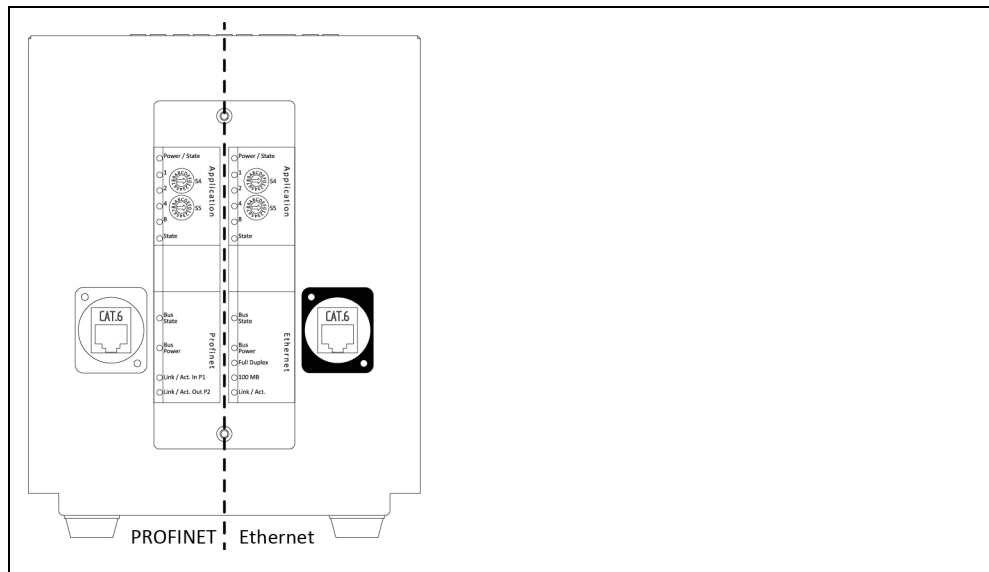 Power / State
1
S4
2
4
S5
8
State
Application
Bus
State
Bus
Power
Link / Act. In P1
Link / Act. Out P2
Profinet
Power / State
1
S4
2
4
S5
8
State
Application
Bus
State
Bus
Power
Full Duplex
100 MB
Link / Act.
Ethernet
CAT.6
CAT.6
PROFINET
Ethernet